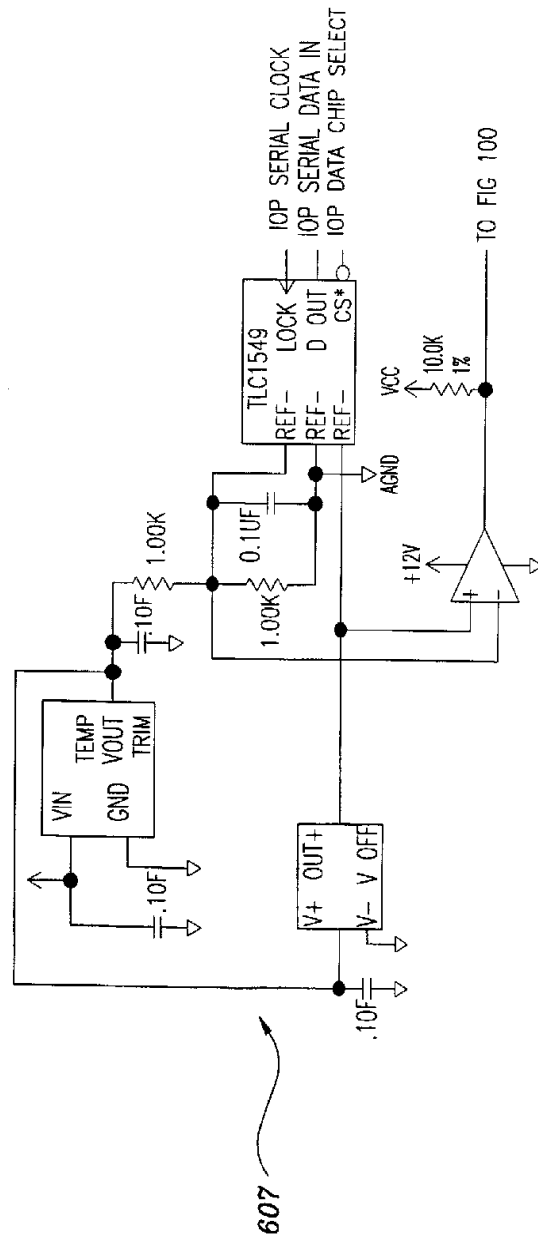 607
VIN
TEMP
VOUT
GND
TRIM
.10F
.10F
1.00K
1.00K
0.1UF
TLC1549
REF- LOCK
REF- D OUT
REF- CS*
IOP SERIAL CLOCK
IOP SERIAL DATA IN
IOP DATA CHIP SELECT
AGND
V+ OUT+
V- V OFF
.10F
+12V
+
-
VCC
10.0K
1%
TO FIG 100